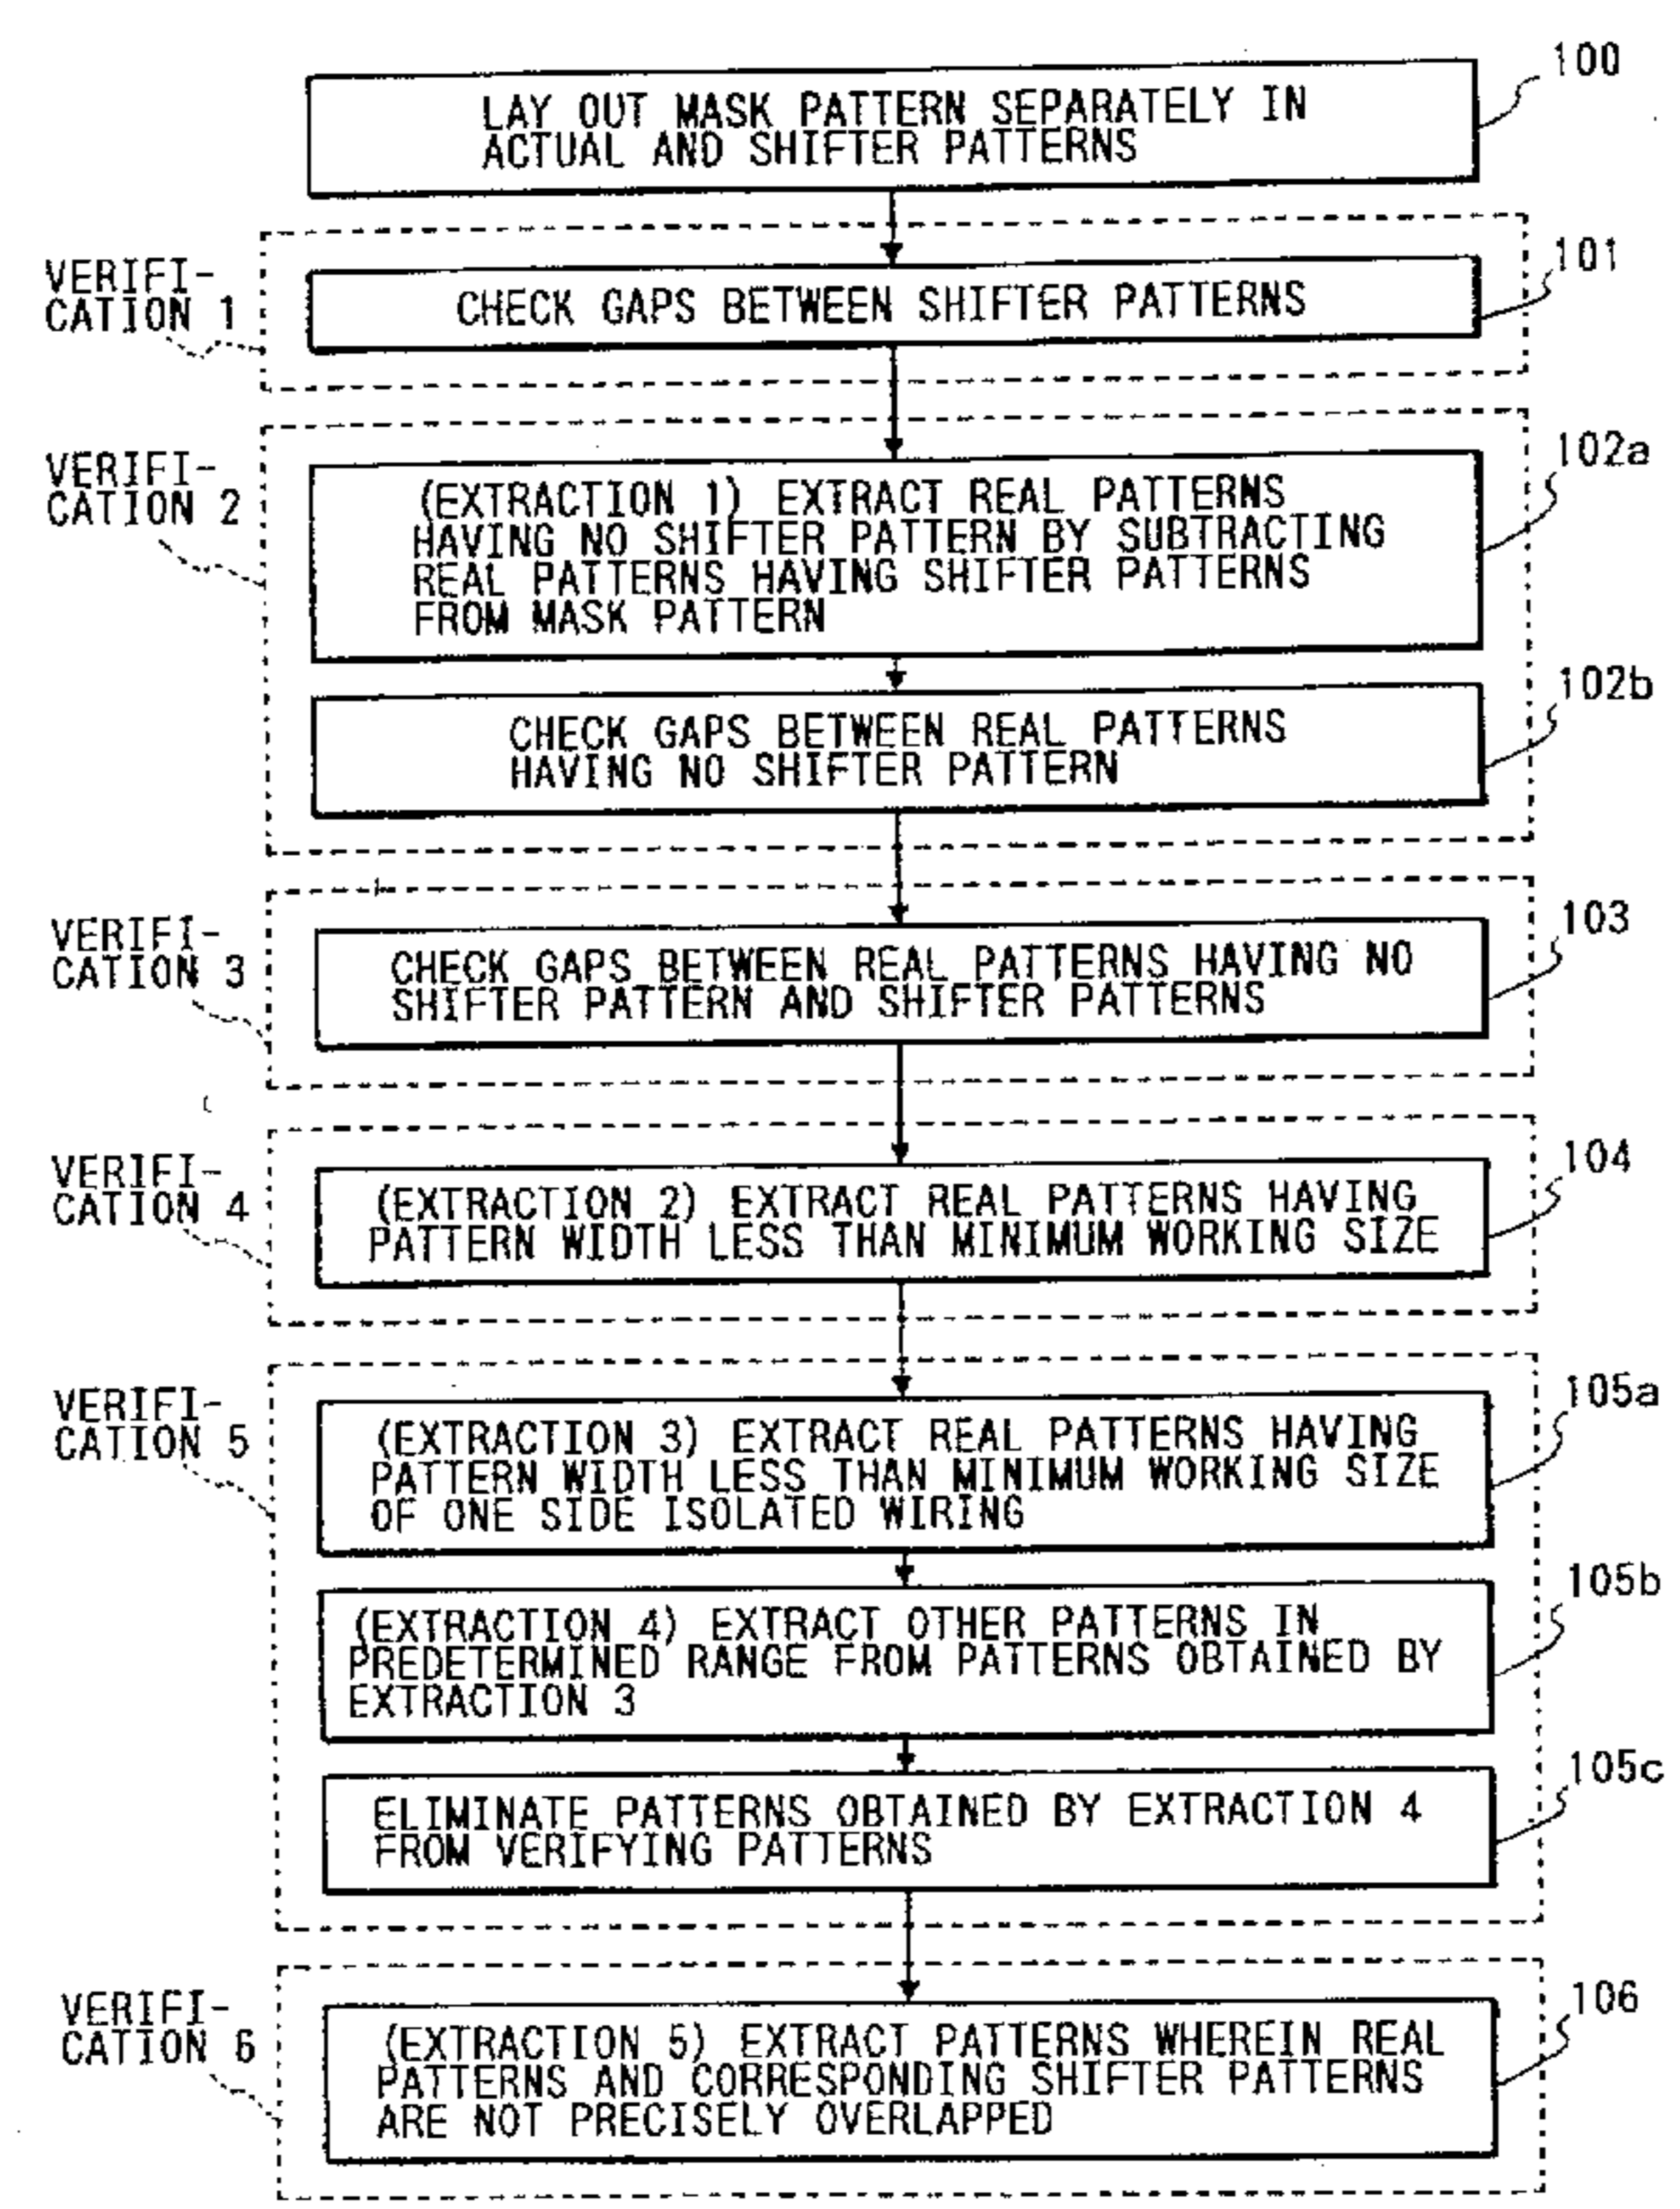 100
LAY OUT MASK PATTERN SEPARATELY IN
ACTUAL AND SHIFTER PATTERNS
VERIFI-
CATION 1
101
CHECK GAPS BETWEEN SHIFTER PATTERNS
VERIFI-
CATION 2
102a
(EXTRACTION 1) EXTRACT REAL PATTERNS
HAVING NO SHIFTER PATTERN BY SUBTRACTING
REAL PATTERNS HAVING SHIFTER PATTERNS
FROM MASK PATTERN
102b
CHECK GAPS BETWEEN REAL PATTERNS
HAVING NO SHIFTER PATTERN
VERIFI-
CATION 3
103
CHECK GAPS BETWEEN REAL PATTERNS HAVING NO
SHIFTER PATTERN AND SHIFTER PATTERNS
VERIFI-
CATION 4
104
(EXTRACTION 2) EXTRACT REAL PATTERNS HAVING
PATTERN WIDTH LESS THAN MINIMUM WORKING SIZE
VERIFI-
CATION 5
105a
(EXTRACTION 3) EXTRACT REAL PATTERNS HAVING
PATTERN WIDTH LESS THAN MINIMUM WORKING SIZE
OF ONE SIDE ISOLATED WIRING
105b
(EXTRACTION 4) EXTRACT OTHER PATTERNS IN
PREDETERMINED RANGE FROM PATTERNS OBTAINED BY
EXTRACTION 3
105c
ELIMINATE PATTERNS OBTAINED BY EXTRACTION 4
FROM VERIFYING PATTERNS
VERIFI-
CATION 6
106
(EXTRACTION 5) EXTRACT PATTERNS WHEREIN REAL
PATTERNS AND CORRESPONDING SHIFTER PATTERNS
ARE NOT PRECISELY OVERLAPPED